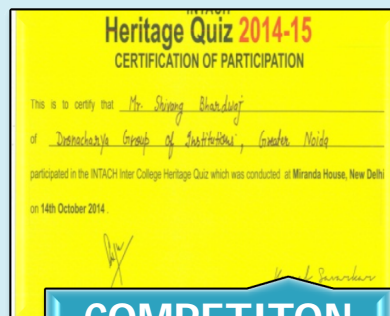 INTACH
Heritage Quiz 2014-15
CERTIFICATION OF PARTICIPATION
This is to certify that Mr. Shivang Bhardwaj
of Dronacharya Group of Institutions, Greater Noida
participated in the INTACH Inter College Heritage Quiz which was conducted at Miranda House, New Delhi
on 14th October 2014.
COMPETITON